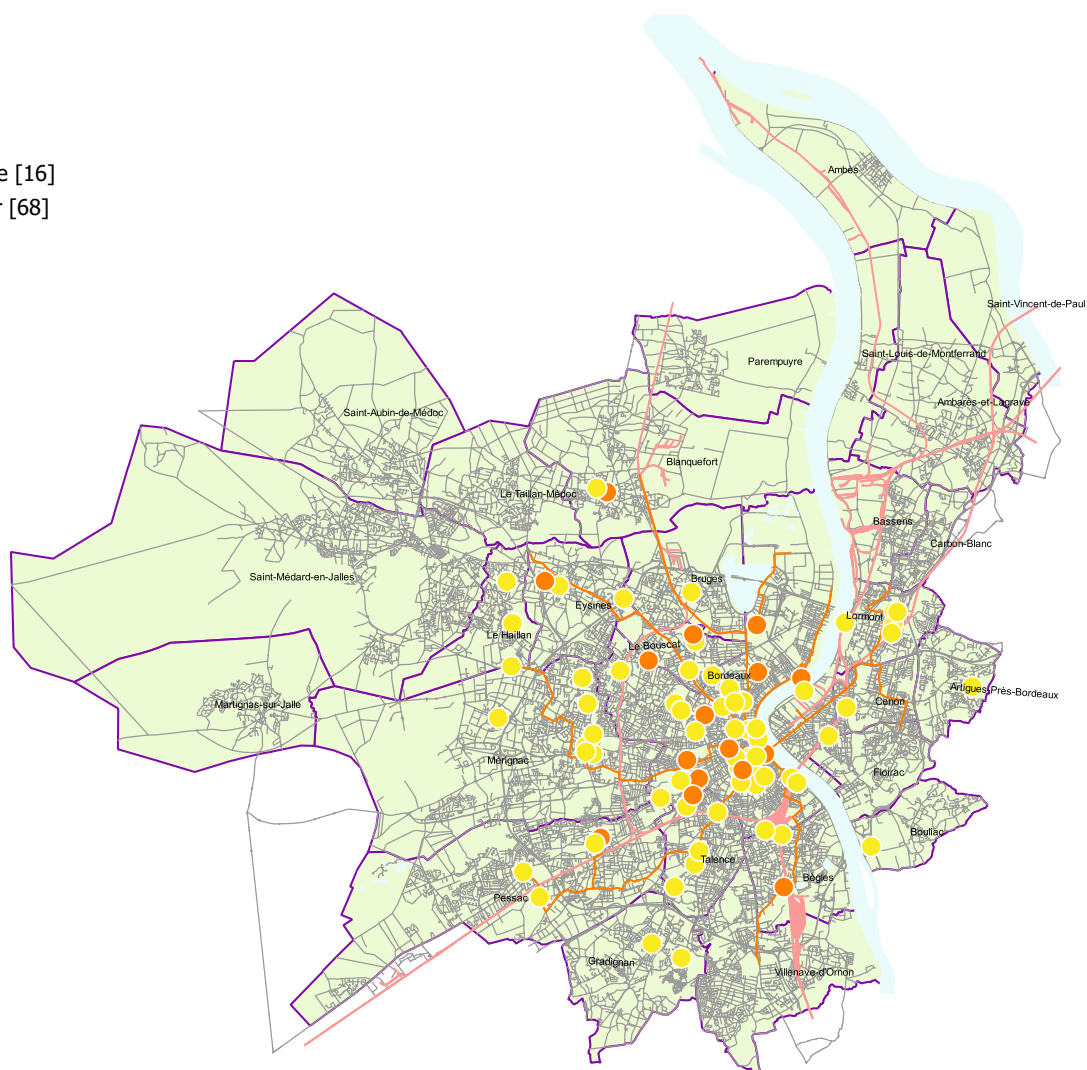 e [16]
r [68]
Ambès
Saint-Vincent-de-Paul
Saint-Louis-de-Montferrand
Parempuyre
Ambarès-et-Lagrave
Saint-Aubin-de-Médoc
Blanquefort
Le Taillan-Médoc
Bassens
Carbon-Blanc
Saint-Médard-en-Jalles
Bruges
Eysines
Lormont
Le Haillan
Le Bouscat
Bordeaux
Artigues-Près-Bordeaux
Martignas-sur-Jalle
Cenon
Mérignac
Floirac
Bouliac
Talence
Bègles
Pessac
Gradignan
Villenave-d'Ornon